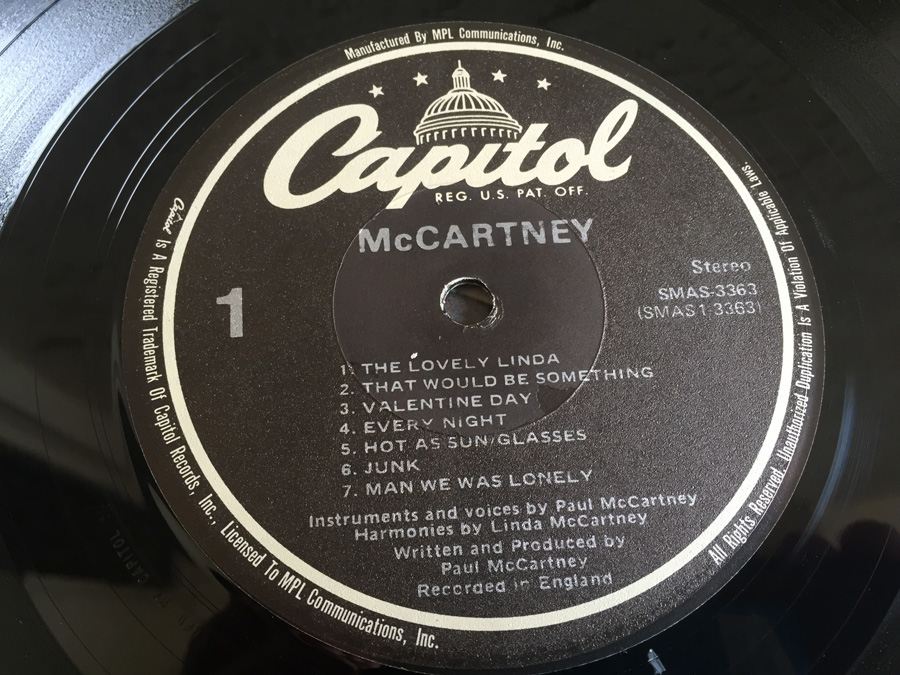 Manufactured By MPL Communications, Inc.
Capitol
REG. U.S. PAT. OFF.
McCARTNEY
1
Stereo
SMAS-3363
(SMAS1-3363)
1. THE LOVELY LINDA
2. THAT WOULD BE SOMETHING
3. VALENTINE DAY
4. EVERY NIGHT
5. HOT AS SUN/GLASSES
6. JUNK
7. MAN WE WAS LONELY
Instruments and voices by Paul McCartney
Harmonies by Linda McCartney
Written and Produced by
Paul McCartney
Recorded in England
Capitol Is A Registered Trademark Of Capitol Records, Inc., Licensed To MPL Communications, Inc.
All Rights Reserved. Unauthorized Duplication Is A Violation Of Applicable Laws.
CAPITOL